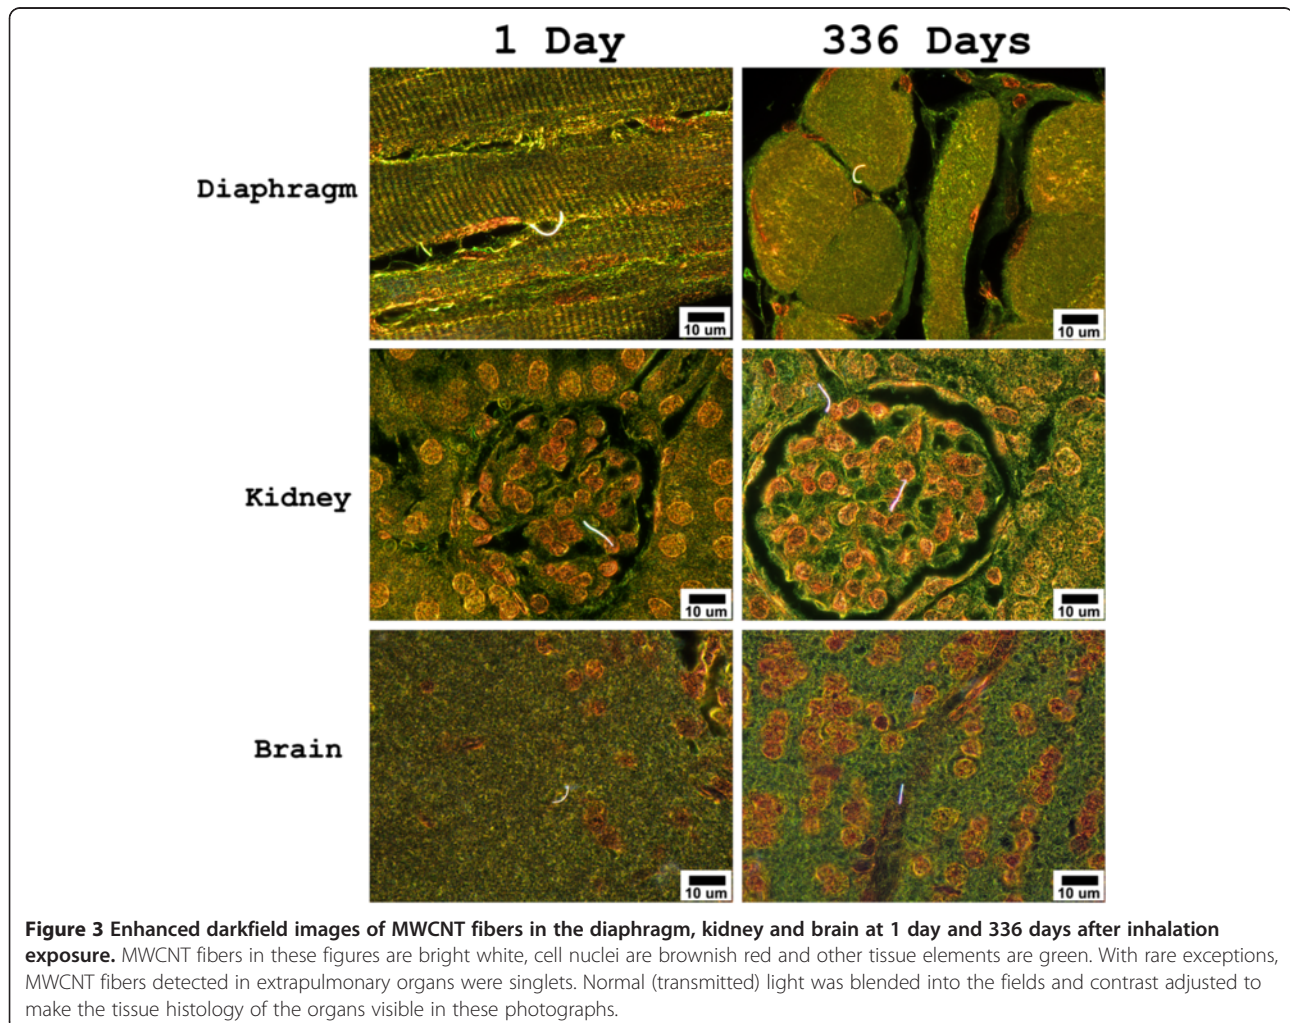 1 Day 336 Days
Diaphragm
10 um 10 um
Kidney
10 um 10 um
Brain
10 um 10 um
Figure 3 Enhanced darkfield images of MWCNT fibers in the diaphragm, kidney and brain at 1 day and 336 days after inhalation
exposure. MWCNT fibers in these figures are bright white, cell nuclei are brownish red and other tissue elements are green. With rare exceptions,
MWCNT fibers detected in extrapulmonary organs were singlets. Normal (transmitted) light was blended into the fields and contrast adjusted to
make the tissue histology of the organs visible in these photographs.